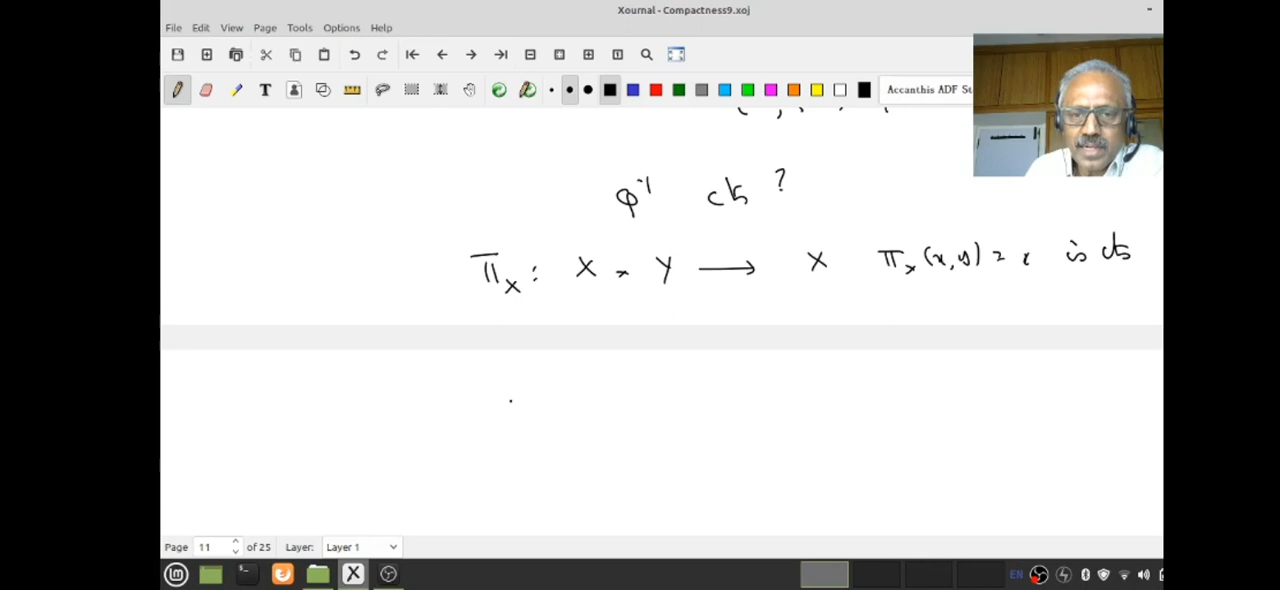 Xournal - Compactness9.xoj
File Edit View Page Tools Options Help
Accanthis ADF St
φ⁻¹ cts ?
π_X : X × Y ⟶ X π_X(x, y) = x is cts
Page 11 of 25 Layer: Layer 1
EN